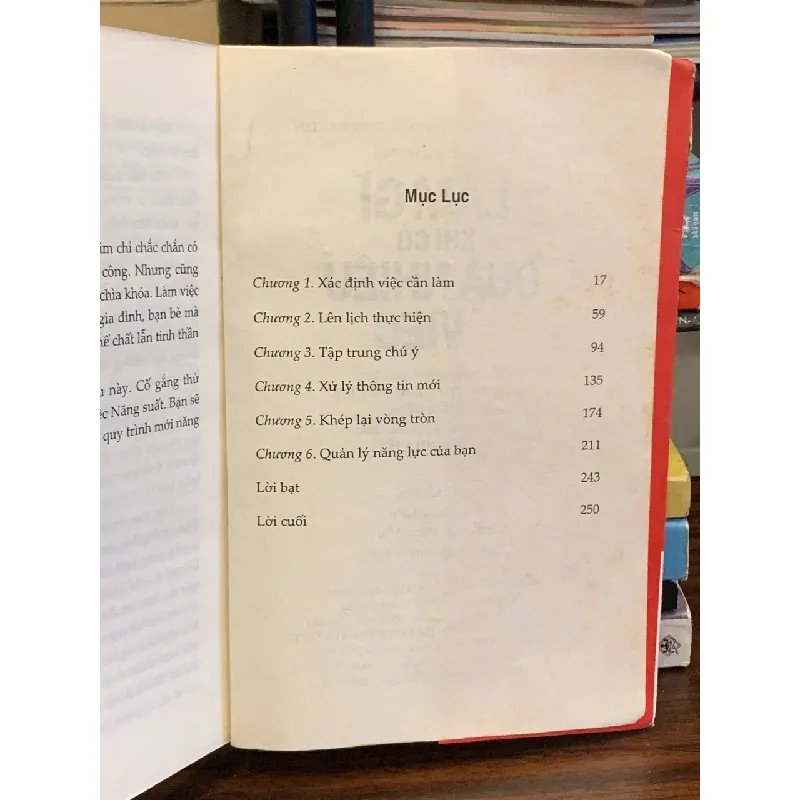 im chỉ chắc chắn có
công. Nhưng cũng
chìa khóa. Làm việc
gia đình, bạn bè mà
chất lẫn tinh thần
này. Cố gắng thử
Năng suất. Bạn sẽ
quy trình mới năng
Mục Lục
Chương 1. Xác định việc cần làm 17
Chương 2. Lên lịch thực hiện 59
Chương 3. Tập trung chú ý 94
Chương 4. Xử lý thông tin mới 135
Chương 5. Khép lại vòng tròn 174
Chương 6. Quản lý năng lực của bạn 211
Lời bạt 243
Lời cuối 250